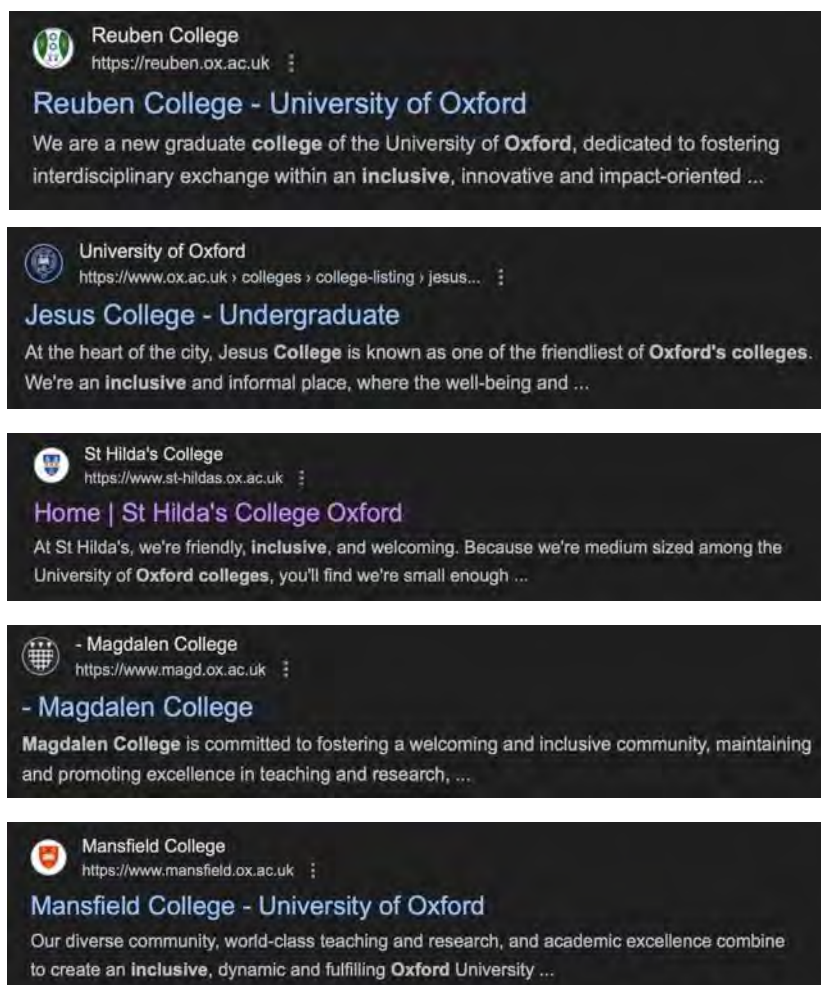 Reuben College
https://reuben.ox.ac.uk
Reuben College - University of Oxford
We are a new graduate college of the University of Oxford, dedicated to fostering
interdisciplinary exchange within an inclusive, innovative and impact-oriented ...
University of Oxford
https://www.ox.ac.uk › colleges › college-listing › jesus...
Jesus College - Undergraduate
At the heart of the city, Jesus College is known as one of the friendliest of Oxford's colleges.
We're an inclusive and informal place, where the well-being and ...
St Hilda's College
https://www.st-hildas.ox.ac.uk
Home | St Hilda's College Oxford
At St Hilda's, we're friendly, inclusive, and welcoming. Because we're medium sized among the
University of Oxford colleges, you'll find we're small enough ...
- Magdalen College
https://www.magd.ox.ac.uk
- Magdalen College
Magdalen College is committed to fostering a welcoming and inclusive community, maintaining
and promoting excellence in teaching and research, ...
Mansfield College
https://www.mansfield.ox.ac.uk
Mansfield College - University of Oxford
Our diverse community, world-class teaching and research, and academic excellence combine
to create an inclusive, dynamic and fulfilling Oxford University ...